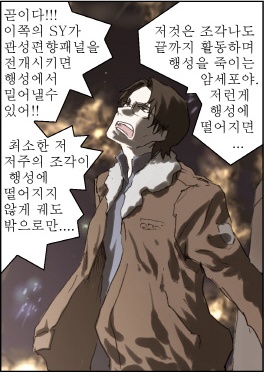 곧이다!!!
이쪽의 SY가
관성편향패널을
전개시키면
행성에서
밀어낼수
있어!!
저것은 조각나도
끝까지 활동하며
행성을 죽이는
암세포야.
저런게
행성에
떨어지면
...
최소한 저
저주의 조각이
행성에
떨어지지
않게 궤도
밖으로만....